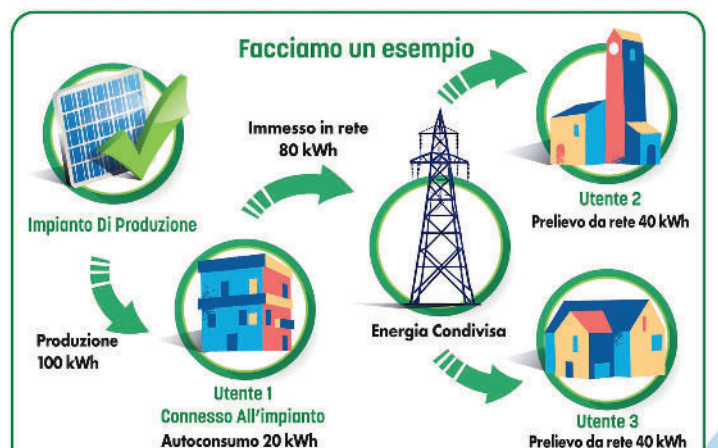 Facciamo un esempio
Immesso in rete
80 kWh
Impianto Di Produzione
Produzione
100 kWh
Utente 1
Connesso All'impianto
Autoconsumo 20 kWh
Energia Condivisa
Utente 2
Prelievo da rete 40 kWh
Utente 3
Prelievo da rete 40 kWh